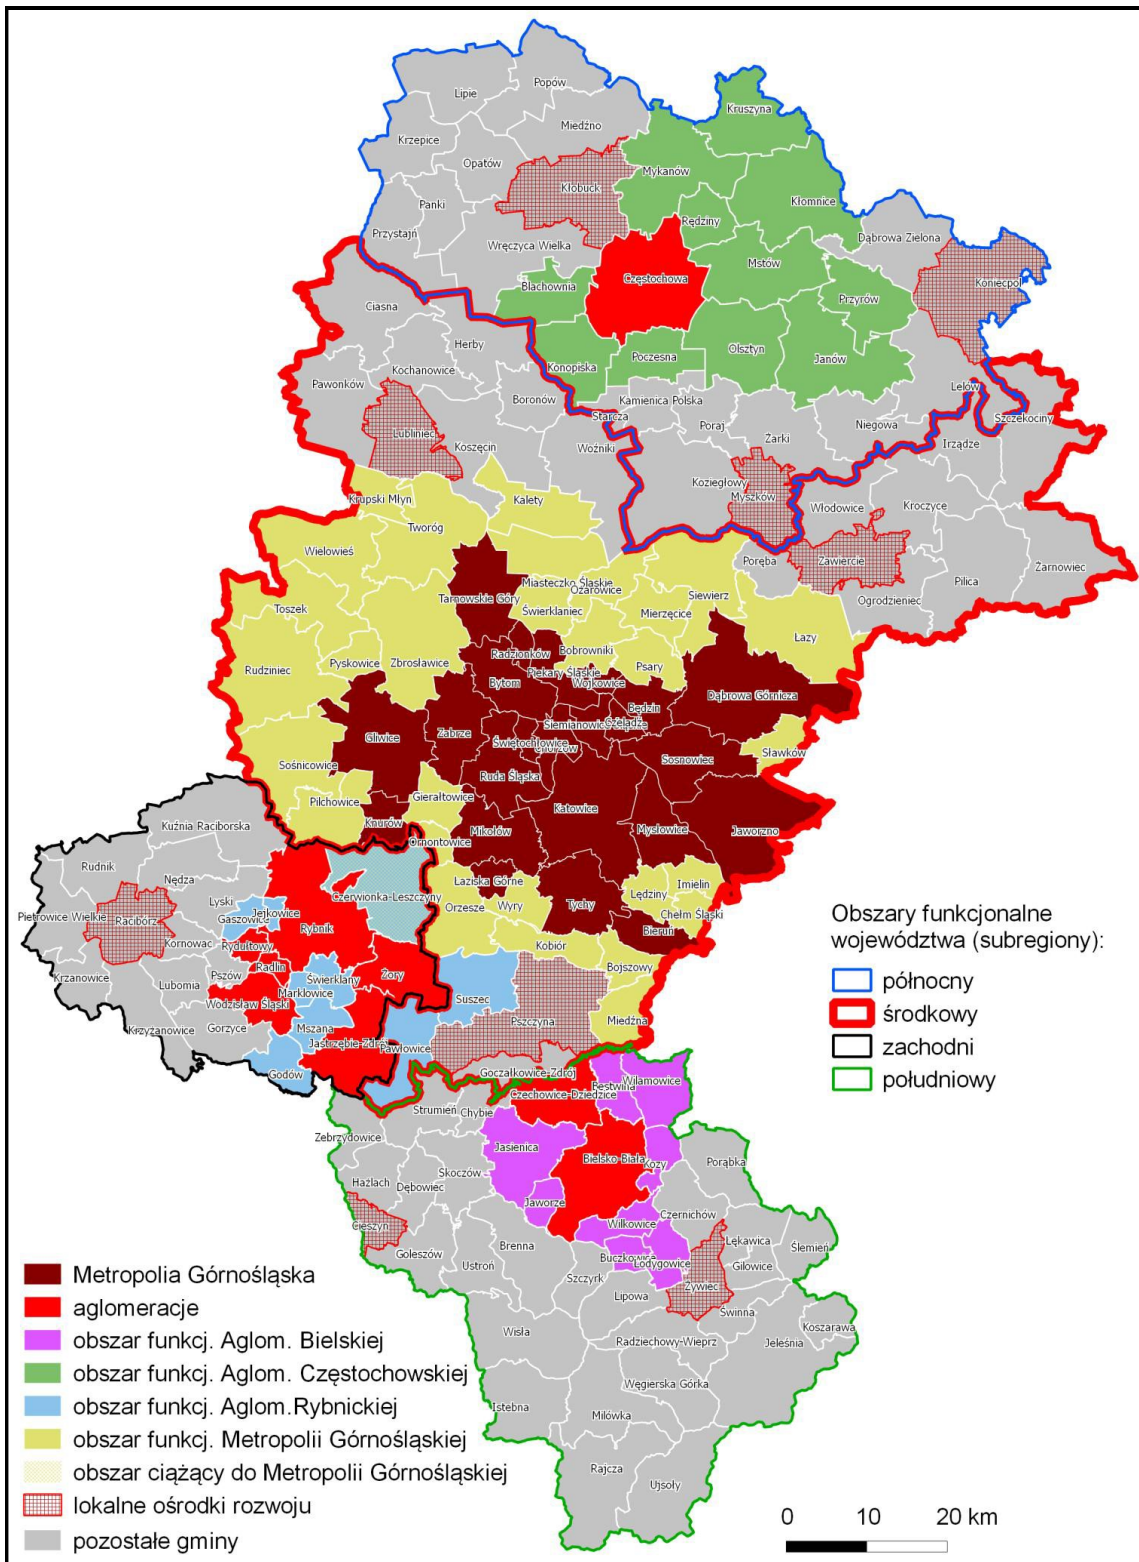 Lipie
Popów
Kruszyna
Krzepice
Miedźno
Opatów
Mykanów
Kłobuck
Kłomnice
Panki
Rędziny
Przystajń
Wręczyca Wielka
Dąbrowa Zielona
Mstów
Częstochowa
Koniecpol
Blachownia
Ciasna
Przyrów
Herby
Poczesna
Olsztyn
Janów
Pawonków
Kochanowice
Konopiska
Lelów
Boronów
Kamienica Polska
Starcza
Szczekociny
Lubliniec
Poraj
Niegowa
Żarki
Irządze
Koszęcin
Woźniki
Koziegłowy
Myszków
Krupski Młyn
Kalety
Włodowice
Kroczyce
Tworóg
Wielowieś
Poręba
Zawiercie
Żarnowiec
Pilica
Miasteczko Śląskie
Ożarowice
Tarnowskie Góry
Siewierz
Ogrodzieniec
Toszek
Świerklaniec
Mierzęcice
Łazy
Radzionków
Bobrowniki
Rudziniec
Pyskowice
Zbrosławice
Psary
Piekary Śląskie
Bytom
Wojkowice
Dąbrowa Górnicza
Będzin
Siemianowice
Czeladź
Gliwice
Zabrze
Świętochłowice
Chorzów
Sławków
Sosnowiec
Sośnicowice
Ruda Śląska
Pilchowice
Gierałtowice
Katowice
Knurów
Mikołów
Mysłowice
Jaworzno
Kuźnia Raciborska
Ornontowice
Rudnik
Nędza
Łaziska Górne
Imielin
Lędziny
Czerwionka-Leszczyny
Lyski
Orzesze
Wyry
Tychy
Chełm Śląski
Pietrowice Wielkie
Racibórz
Gaszowice
Jejkowice
Rybnik
Bieruń
Kornowac
Rydułtowy
Kobiór
Radlin
Bojszowy
Krzanowice
Lubomia
Pszów
Świerklany
Żory
Marklowice
Suszec
Wodzisław Śląski
Pszczyna
Miedźna
Krzyżanowice
Gorzyce
Mszana
Jastrzębie-Zdrój
Pawłowice
Godów
Goczałkowice-Zdrój
Bestwina
Wilamowice
Czechowice-Dziedzice
Strumień
Chybie
Zebrzydowice
Jasienica
Bielsko-Biała
Kozy
Porąbka
Skoczów
Hażlach
Dębowiec
Jaworze
Czernichów
Cieszyn
Wilkowice
Brenna
Goleszów
Łękawica
Ślemień
Ustroń
Buczkowice
Łodygowice
Gilowice
Szczyrk
Żywiec
Lipowa
Świnna
Koszarawa
Wisła
Radziechowy-Wieprz
Jeleśnia
Węgierska Górka
Istebna
Milówka
Rajcza
Ujsoły
Obszary funkcjonalne
województwa (subregiony):
północny
środkowy
zachodni
południowy
Metropolia Górnośląska
aglomeracje
obszar funkcj. Aglom. Bielskiej
obszar funkcj. Aglom. Częstochowskiej
obszar funkcj. Aglom.Rybnickiej
obszar funkcj. Metropolii Górnośląskiej
obszar ciążący do Metropolii Górnośląskiej
lokalne ośrodki rozwoju
pozostałe gminy
0 10 20 km